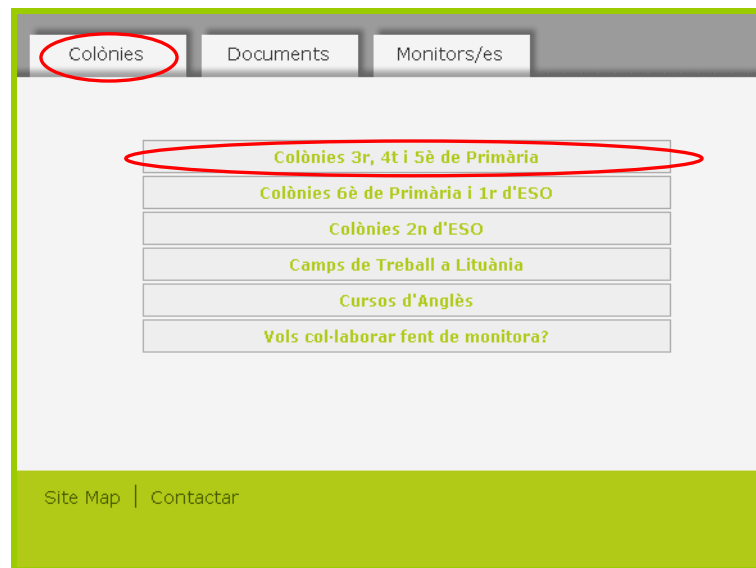 Colònies Documents Monitors/es
Colònies 3r, 4t i 5è de Primària
Colònies 6è de Primària i 1r d'ESO
Colònies 2n d'ESO
Camps de Treball a Lituània
Cursos d'Anglès
Vols col·laborar fent de monitora?
Site Map | Contactar